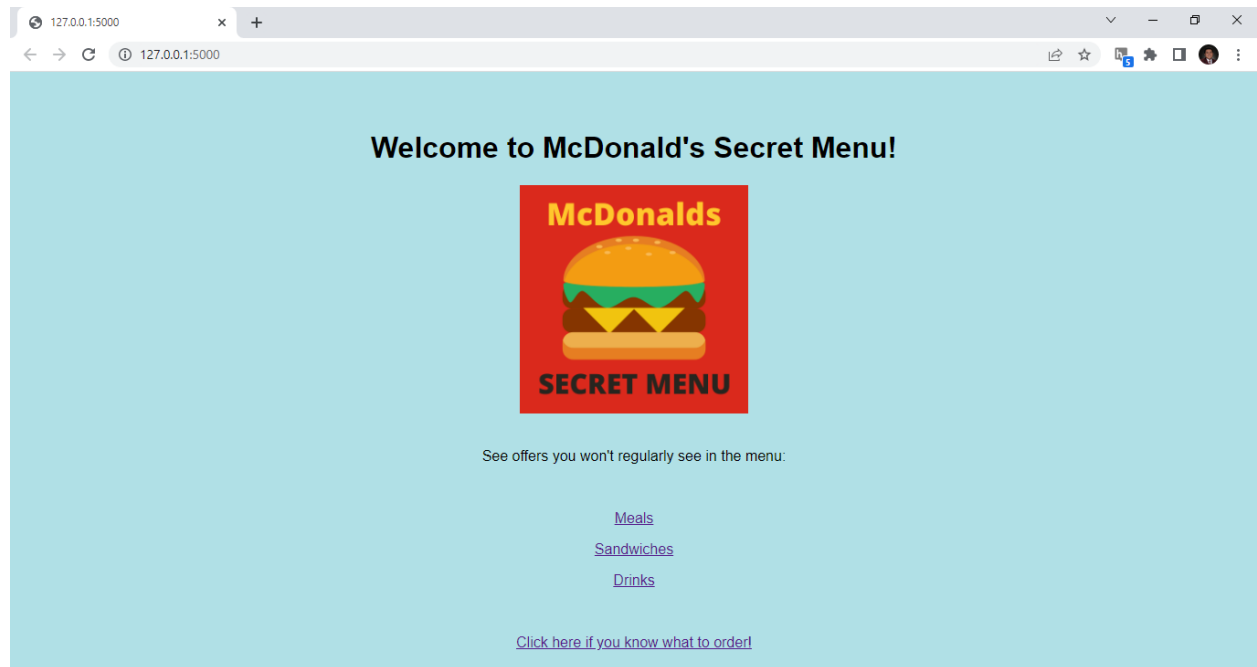 127.0.0.1:5000
127.0.0.1:5000
5
Welcome to McDonald's Secret Menu!
McDonalds
SECRET MENU
See offers you won't regularly see in the menu:
Meals
Sandwiches
Drinks
Click here if you know what to order!